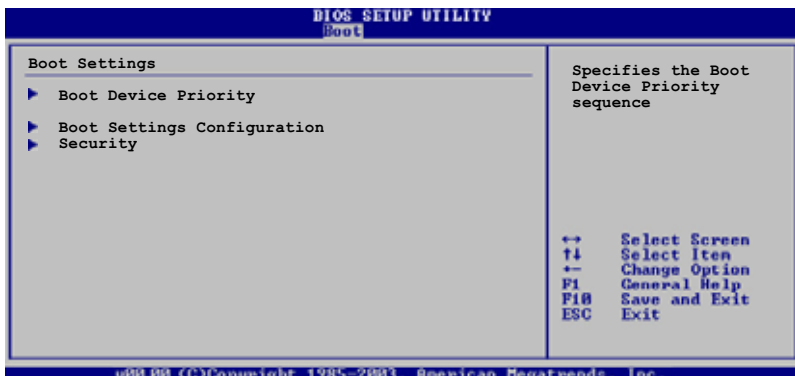 BIOS SETUP UTILITY
Boot
Boot Settings
Boot Device Priority
Boot Settings Configuration
Security
Specifies the Boot
Device Priority
sequence
↔ Select Screen
↑↓ Select Item
+- Change Option
F1 General Help
F10 Save and Exit
ESC Exit
v00.00 (C)Copyright 1985-2003, American Megatrends, Inc.